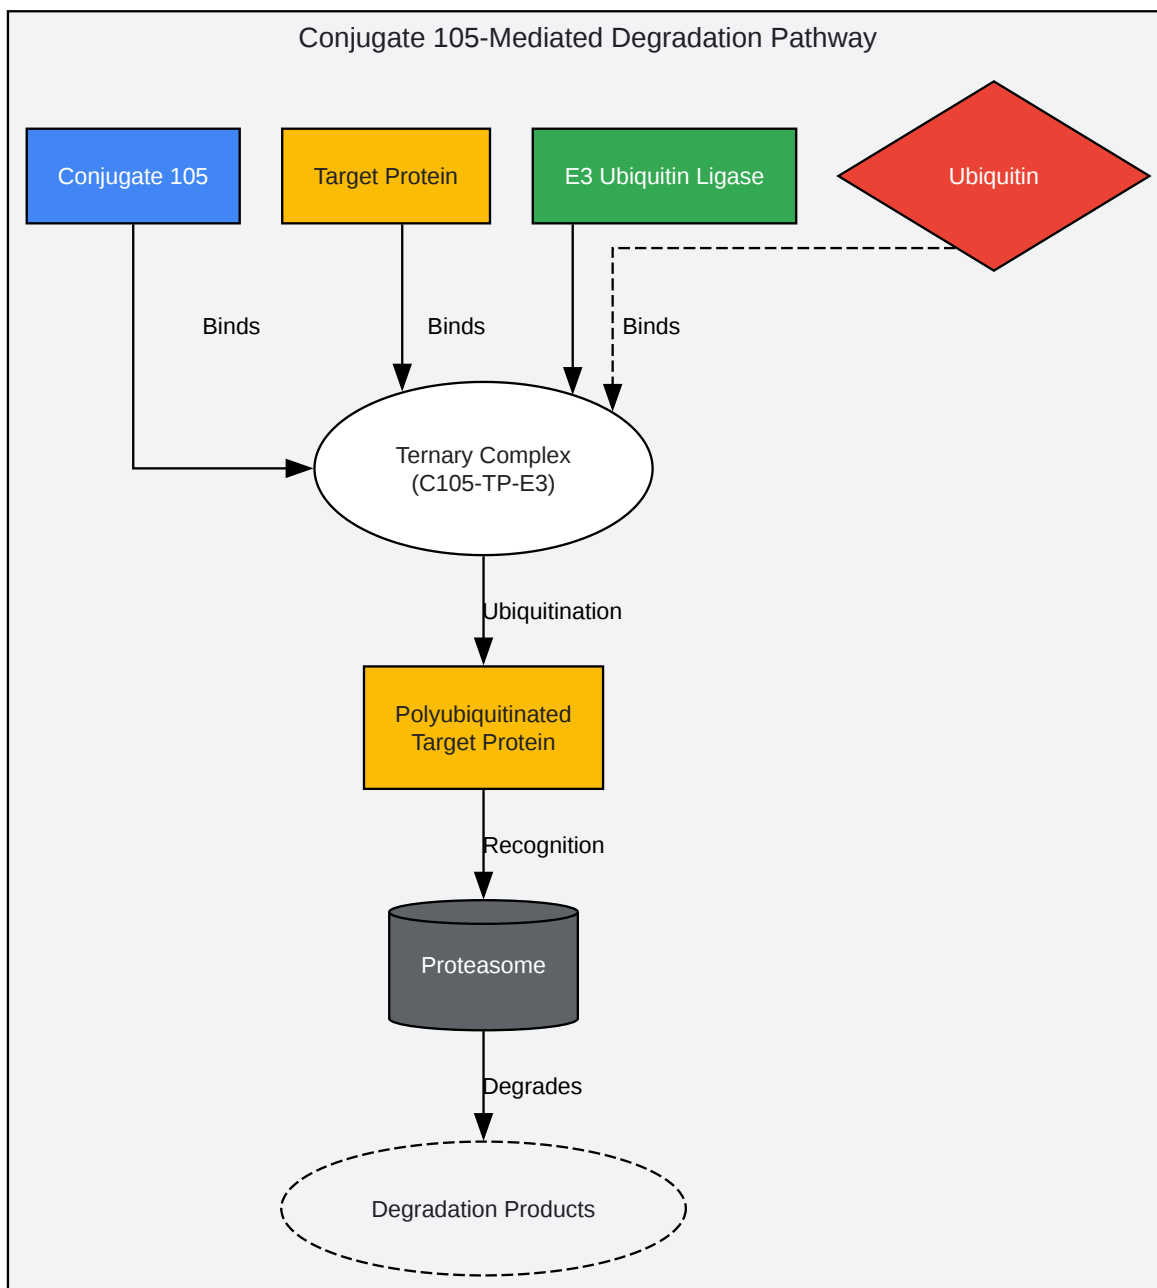 Conjugate 105-Mediated Degradation Pathway
Conjugate 105
Target Protein
E3 Ubiquitin Ligase
Ubiquitin
Binds
Binds
Binds
Ternary Complex
(C105-TP-E3)
Ubiquitination
Polyubiquitinated
Target Protein
Recognition
Proteasome
Degrades
Degradation Products